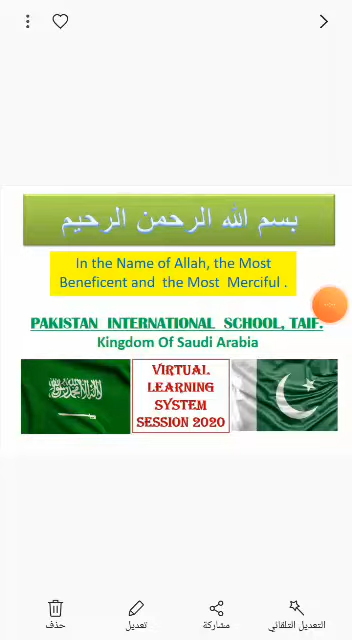 بسم الله الرحمن الرحيم
In the Name of Allah, the Most
Beneficent and the Most Merciful .
PAKISTAN INTERNATIONAL SCHOOL, TAIF.
Kingdom Of Saudi Arabia
VIRTUAL
LEARNING
SYSTEM
SESSION 2020
حذف
تعديل
مشاركة
التعديل التلقائي